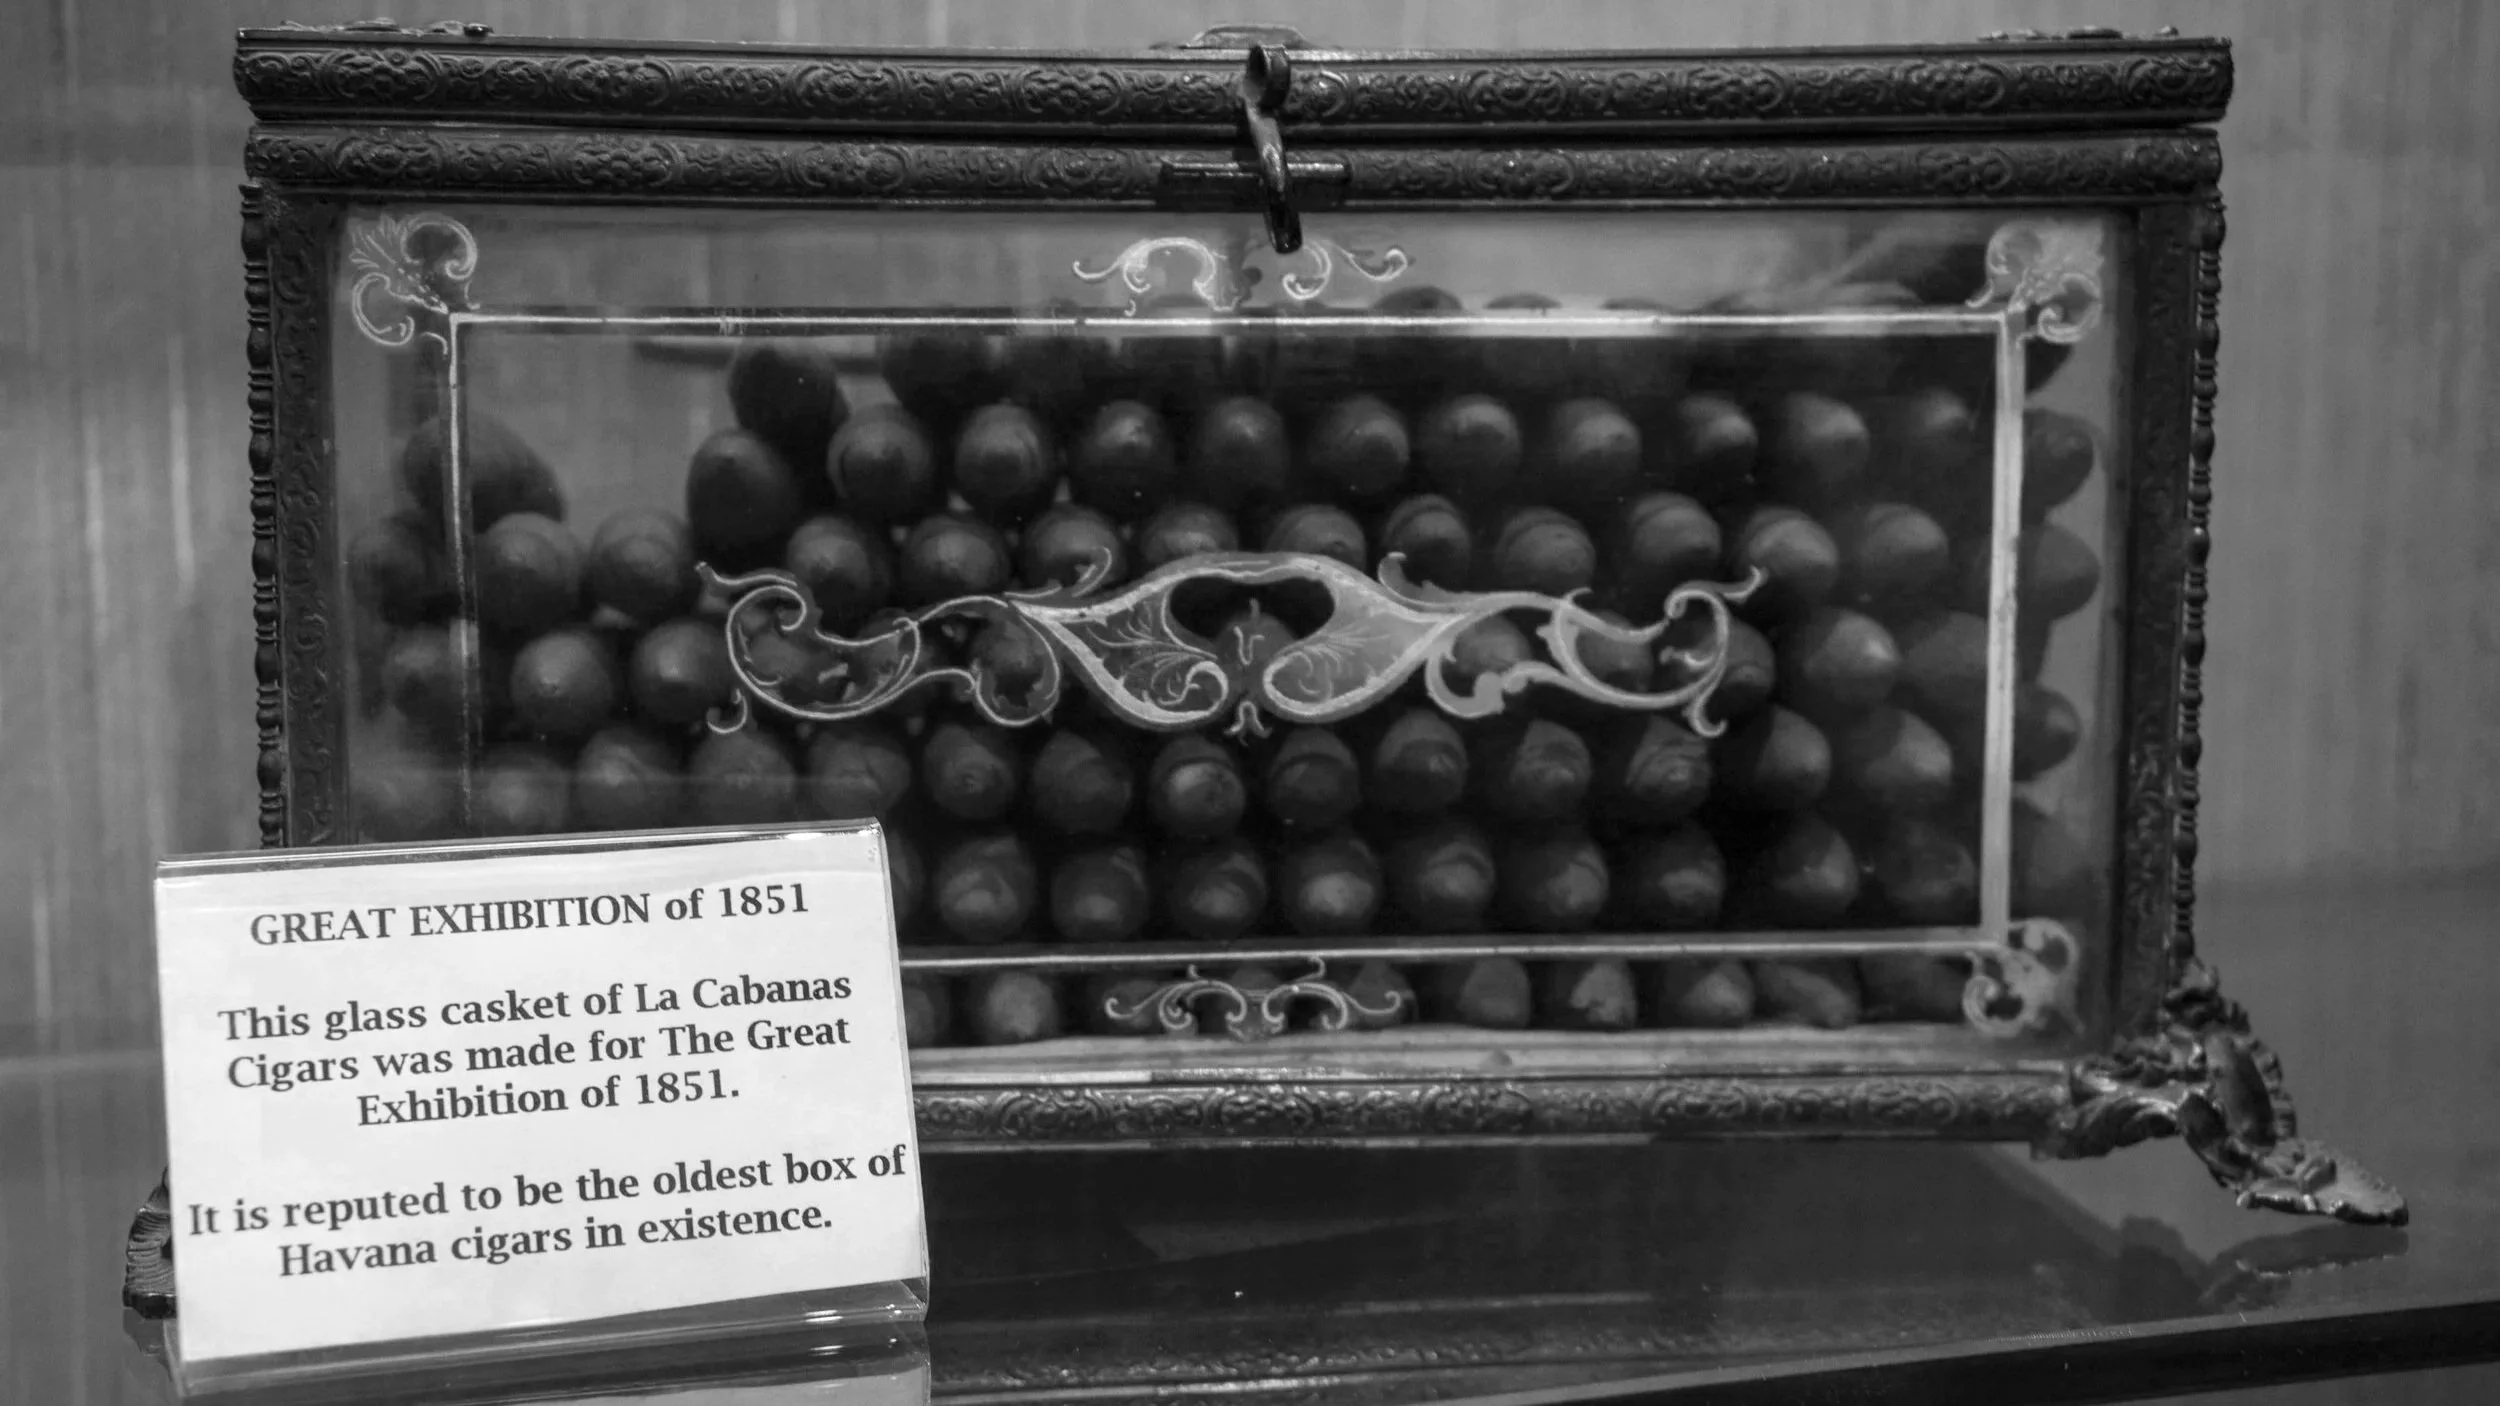 GREAT EXHIBITION of 1851
This glass casket of La Cabanas
Cigars was made for The Great
Exhibition of 1851.
It is reputed to be the oldest box of
Havana cigars in existence.